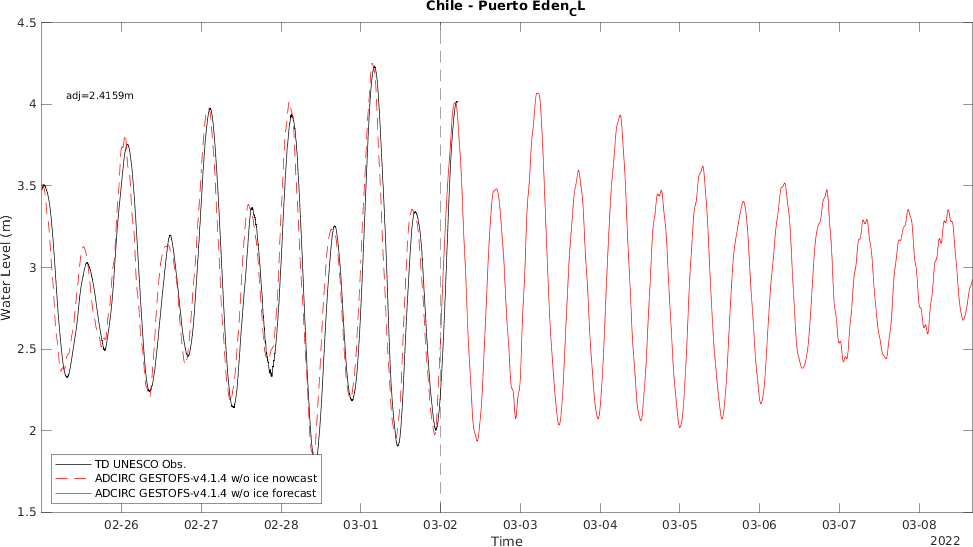 Chile - Puerto Eden_CL
4.5
adj=2.4159m
4
3.5
3
2.5
2
1.5
Water Level (m)
TD UNESCO Obs.
ADCIRC GESTOFS-v4.1.4 w/o ice nowcast
ADCIRC GESTOFS-v4.1.4 w/o ice forecast
02-26 02-27 02-28 03-01 03-02 03-03 03-04 03-05 03-06 03-07 03-08
Time
2022